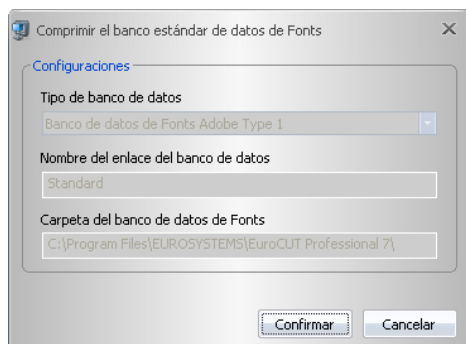 Comprimir el banco estándar de datos de Fonts
Configuraciones
Tipo de banco de datos
Banco de datos de Fonts Adobe Type 1
Nombre del enlace del banco de datos
Standard
Carpeta del banco de datos de Fonts
C:\Program Files\EUROSYSTEMS\EuroCUT Professional 7\
Confirmar Cancelar